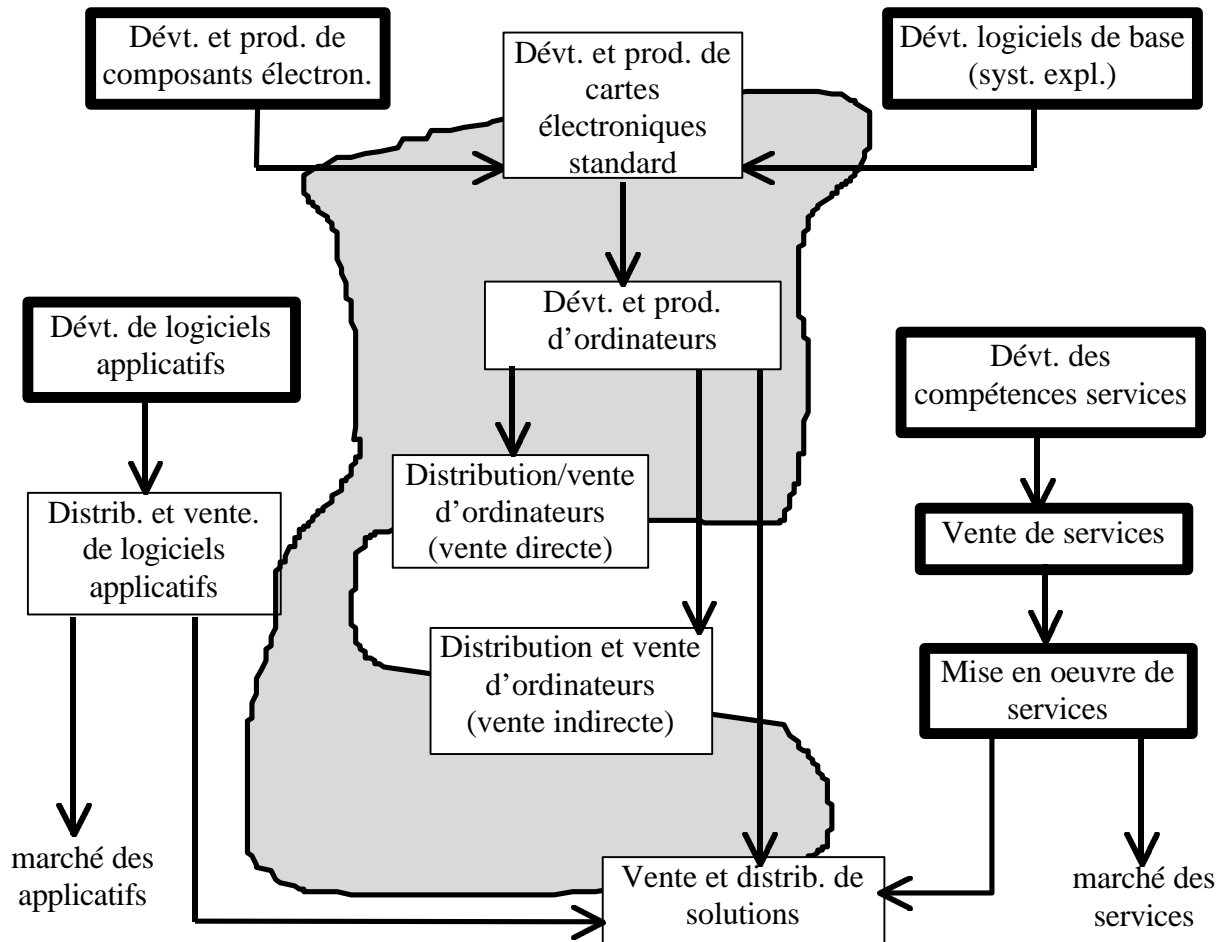 Dévt. et prod. de
composants électron.
Dévt. et prod. de
cartes
électroniques
standard
Dévt. logiciels de base
(syst. expl.)
Dévt. et prod.
d’ordinateurs
Dévt. de logiciels
applicatifs
Dévt. des
compétences services
Distribution/vente
d’ordinateurs
(vente directe)
Distrib. et vente.
de logiciels
applicatifs
Vente de services
Distribution et vente
d’ordinateurs
(vente indirecte)
Mise en oeuvre de
services
marché des
applicatifs
Vente et distrib. de
solutions
marché des
services